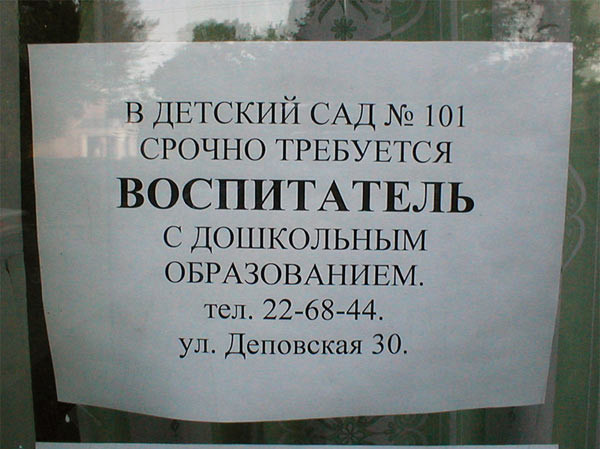 В ДЕТСКИЙ САД № 101
СРОЧНО ТРЕБУЕТСЯ
ВОСПИТАТЕЛЬ
С ДОШКОЛЬНЫМ
ОБРАЗОВАНИЕМ.
тел. 22-68-44.
ул. Деповская 30.